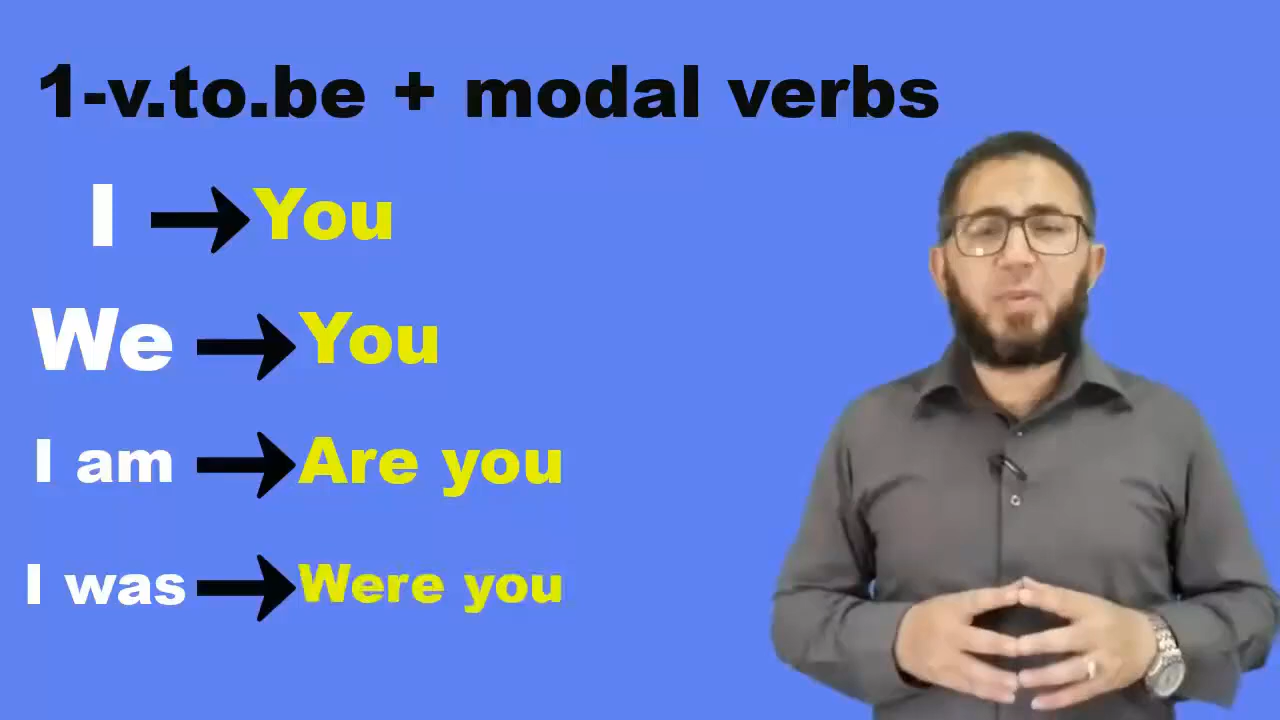 1-v.to.be + modal verbs
I → You
We → You
I am → Are you
I was → Were you